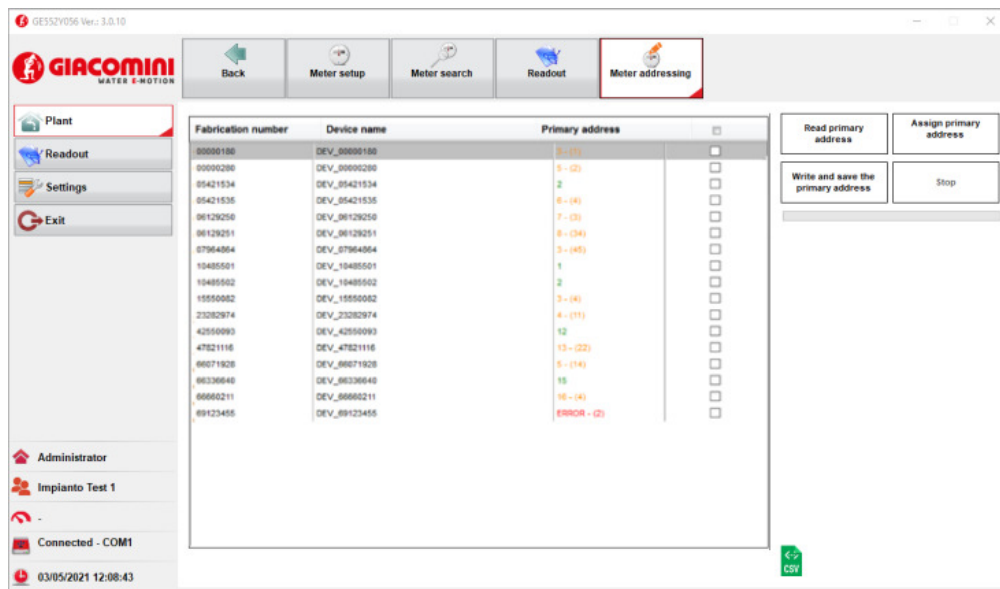 GE552Y056 Ver.: 3.0.10
GIACOMINI
WATER E-MOTION
Back
Meter setup
Meter search
Readout
Meter addressing
Plant
Readout
Settings
Exit
Fabrication number Device name Primary address
00000180 DEV_00000180 5 - (1)
00000280 DEV_00000280 5 - (2)
05421534 DEV_05421534 2
05421535 DEV_05421535 6 - (4)
06129250 DEV_06129250 7 - (3)
06129251 DEV_06129251 8 - (34)
07964864 DEV_07964864 3 - (45)
10485501 DEV_10485501 1
10485502 DEV_10485502 2
15550082 DEV_15550082 3 - (4)
23282974 DEV_23282974 4 - (11)
42550093 DEV_42550093 12
47821116 DEV_47821116 13 - (22)
66071928 DEV_66071928 5 - (14)
66336640 DEV_66336640 15
66660211 DEV_66660211 16 - (4)
69123455 DEV_69123455 ERROR - (2)
Read primary
address
Assign primary
address
Write and save the
primary address
Stop
Administrator
Impianto Test 1
-
Connected - COM1
03/05/2021 12:08:43
CSV